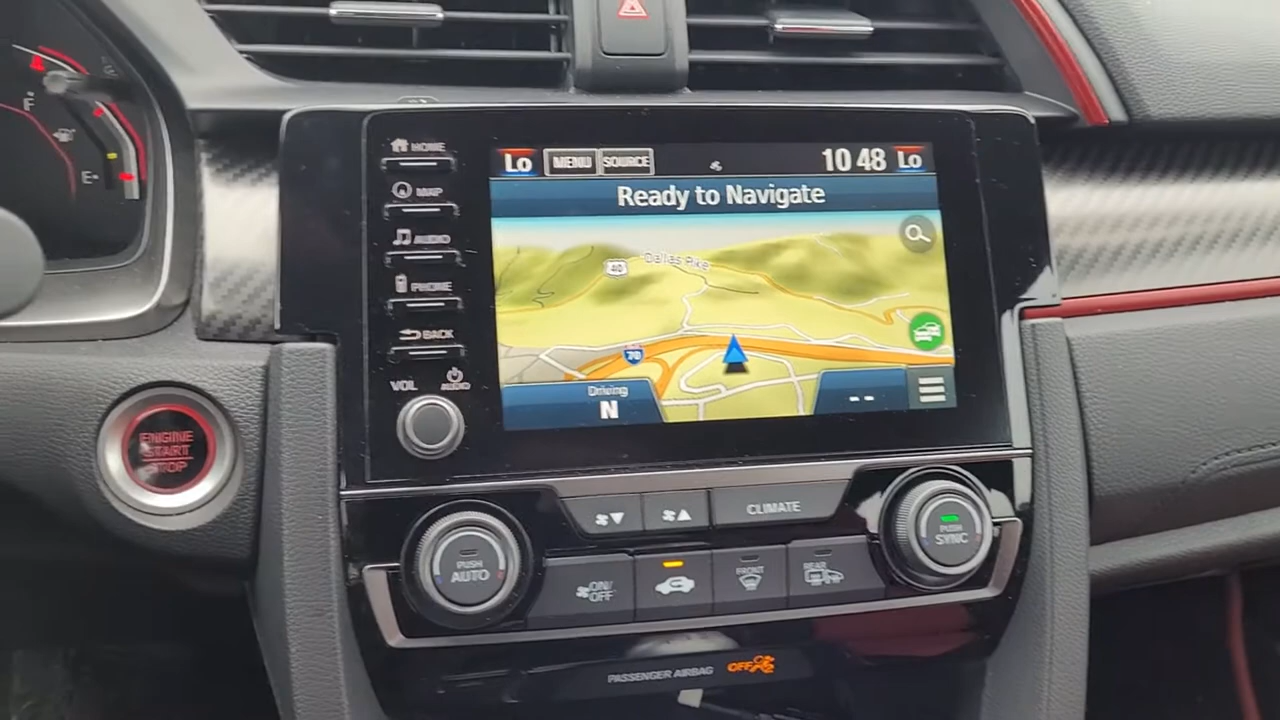 F
E
HOME
MAP
AUDIO
PHONE
BACK
VOL
AUDIO
Lo
MENU
SOURCE
10 48
Lo
Ready to Navigate
40
Dallas Pike
70
Driving
N
-- --
ENGINE
START
STOP
CLIMATE
PUSH
AUTO
ON/
OFF
FRONT
REAR
PUSH
SYNC
PASSENGER AIRBAG
OFF